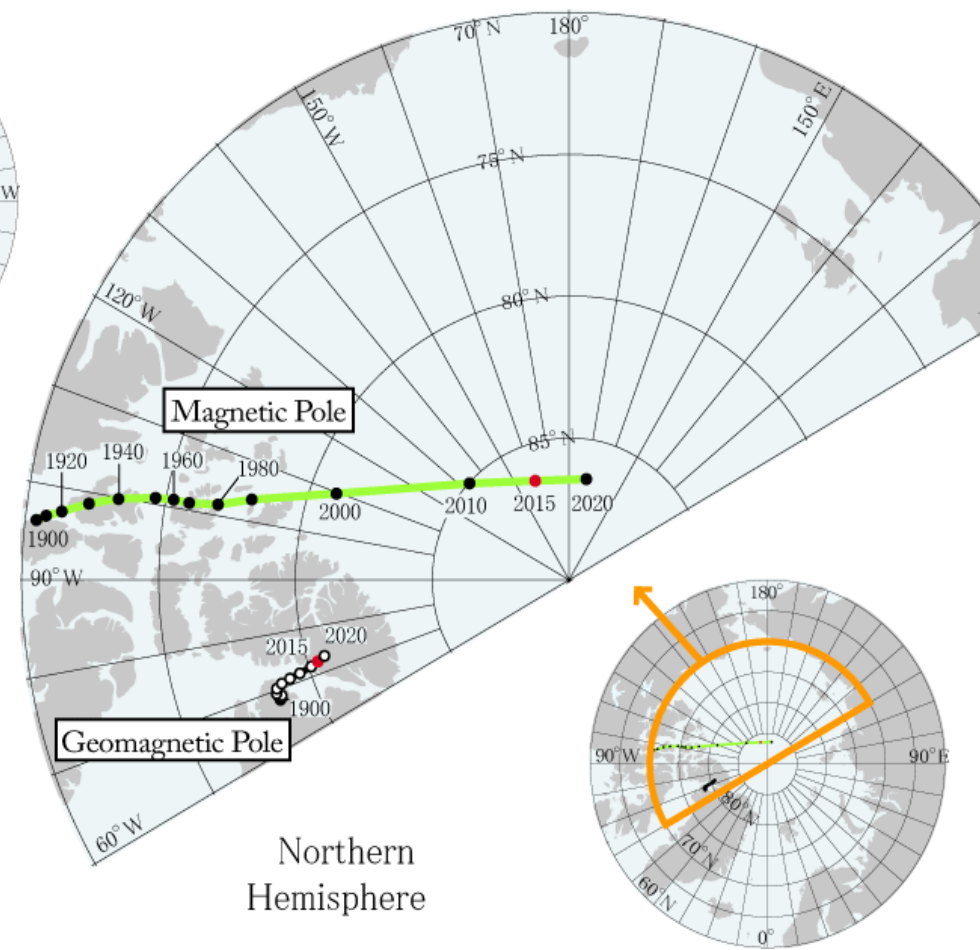 70°N
180°
150°W
150°E
75°N
W
80°N
120°W
Magnetic Pole
85°N
1920
1940
1960
1980
2000
2010
2015
2020
1900
90°W
2015
2020
1900
Geomagnetic Pole
60°W
Northern
Hemisphere
180°
90°W
90°E
80°N
70°N
60°N
0°